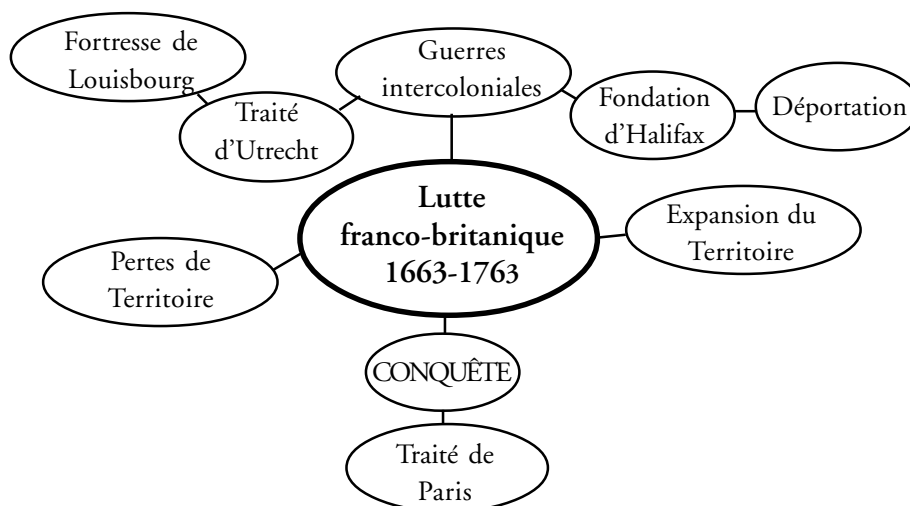 Fortresse de
Louisbourg
Guerres
intercoloniales
Traité
d'Utrecht
Fondation
d'Halifax
Déportation
Lutte
franco-britanique
1663-1763
Expansion du
Territoire
Pertes de
Territoire
CONQUÊTE
Traité de
Paris